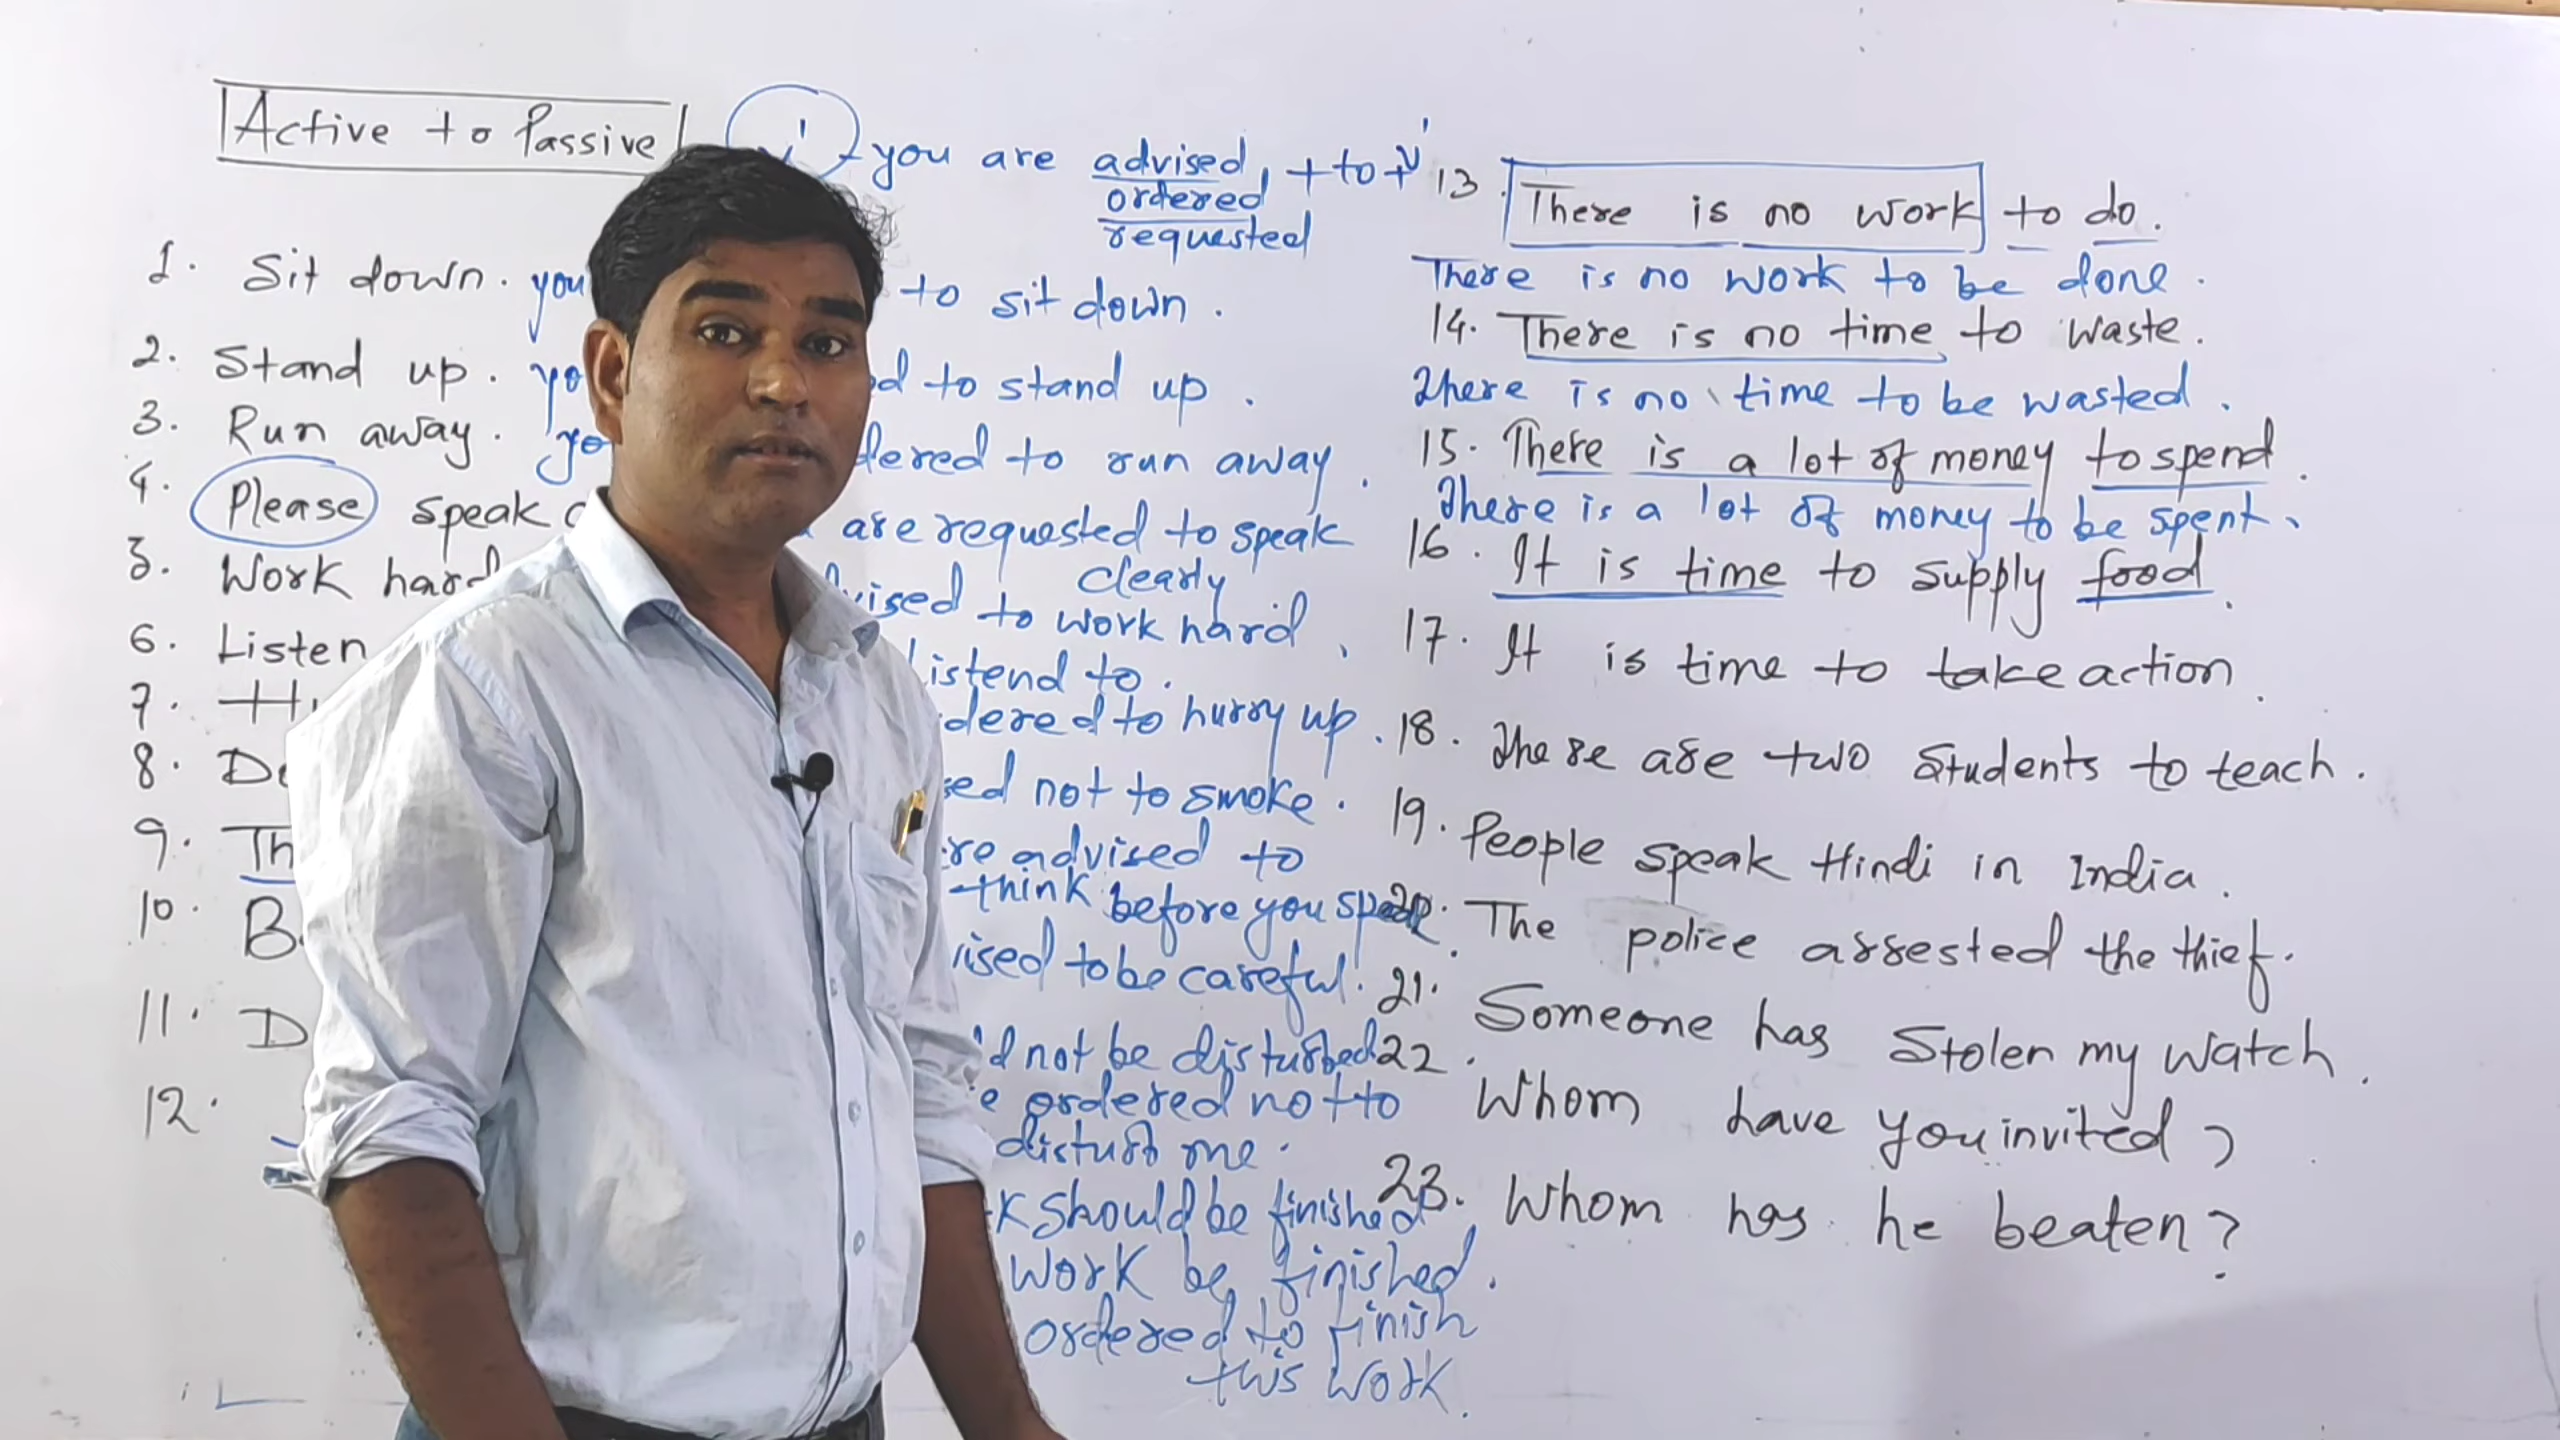 Active to Passive
you are advised + to + V'
ordered
requested
1. Sit down. you to sit down.
2. Stand up. yo d to stand up.
3. Run away. yo dered to run away.
4. Please speak are requested to speak
clearly
5. Work hard vised to work hard.
6. Listen Listend to.
7. dered to hurry up.
8. sed not to smoke.
9. Th re advised to
think before you
10. vised to be careful.
11. D d not be disturbed
e ordered not to
disturb me.
12. K should be finished
work be finished.
ordered to finish
this work.
13. There is no work to do.
There is no work to be done.
14. There is no time to waste.
There is no time to be wasted.
15. There is a lot of money to spend.
There is a lot of money to be spent.
16. It is time to supply food.
17. It is time to take action.
18. There are two students to teach.
19. People speak Hindi in India.
20. The police arrested the thief.
21. Someone has stolen my watch.
22. Whom have you invited?
23. Whom has he beaten?